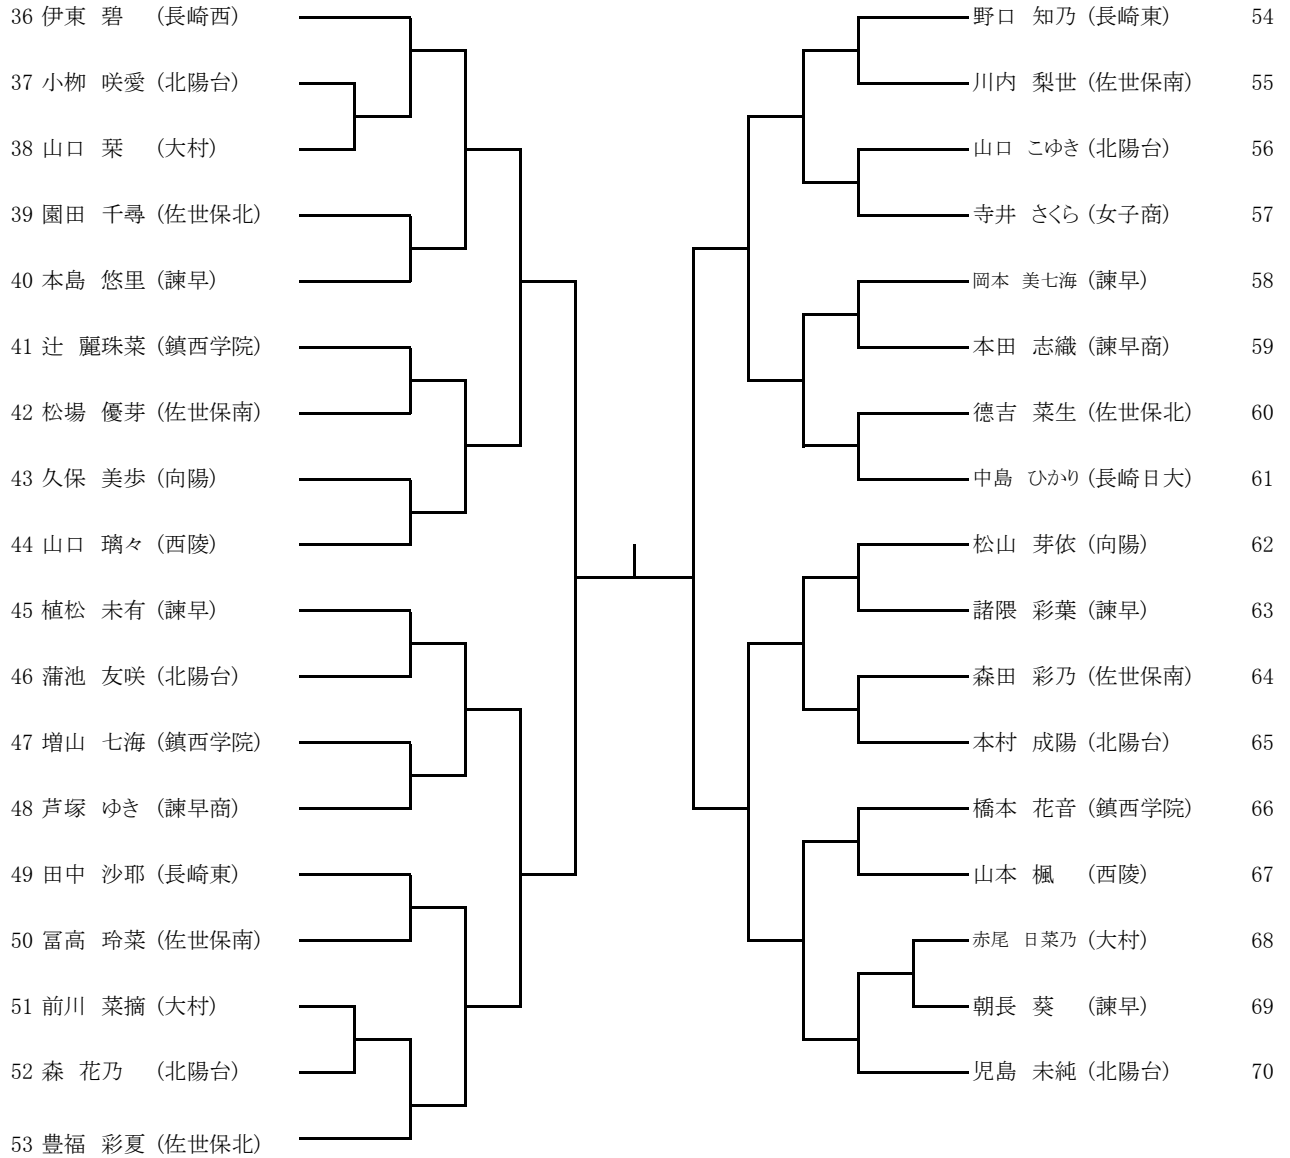 36 伊東　碧　(長崎西)
37 小栁　咲愛 (北陽台)
38 山口　栞　(大村)
39 園田　千尋 (佐世保北)
40 本島　悠里 (諫早)
41 辻　麗珠菜 (鎮西学院)
42 松場　優芽 (佐世保南)
43 久保　美歩 (向陽)
44 山口　璃々 (西陵)
45 植松　未有 (諫早)
46 蒲池　友咲 (北陽台)
47 増山　七海 (鎮西学院)
48 芦塚　ゆき (諫早商)
49 田中　沙耶 (長崎東)
50 冨高　玲菜 (佐世保南)
51 前川　菜摘 (大村)
52 森　花乃　(北陽台)
53 豊福　彩夏 (佐世保北)
野口　知乃 (長崎東) 54
川内　梨世 (佐世保南) 55
山口　こゆき (北陽台) 56
寺井　さくら (女子商) 57
岡本　美七海 (諫早) 58
本田　志織 (諫早商) 59
德吉　菜生 (佐世保北) 60
中島　ひかり (長崎日大) 61
松山　芽依 (向陽) 62
諸隈　彩葉 (諫早) 63
森田　彩乃 (佐世保南) 64
本村　成陽 (北陽台) 65
橋本　花音 (鎮西学院) 66
山本　楓　(西陵) 67
赤尾　日菜乃 (大村) 68
朝長　葵　(諫早) 69
児島　未純 (北陽台) 70